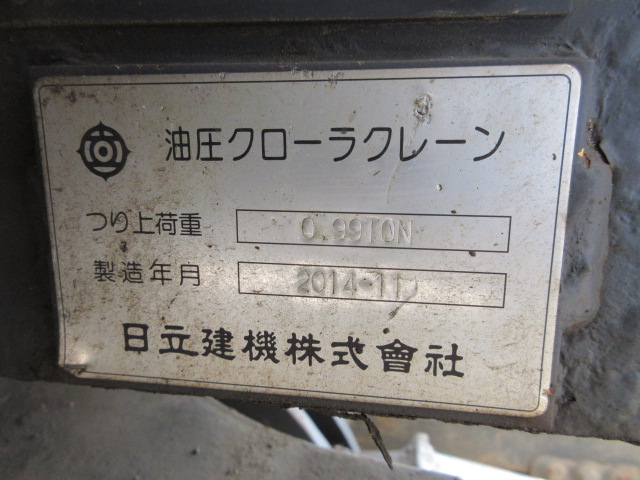 油圧クローラクレーン
つり上荷重 0.99TON
製造年月 2014-11
日立建機株式會社